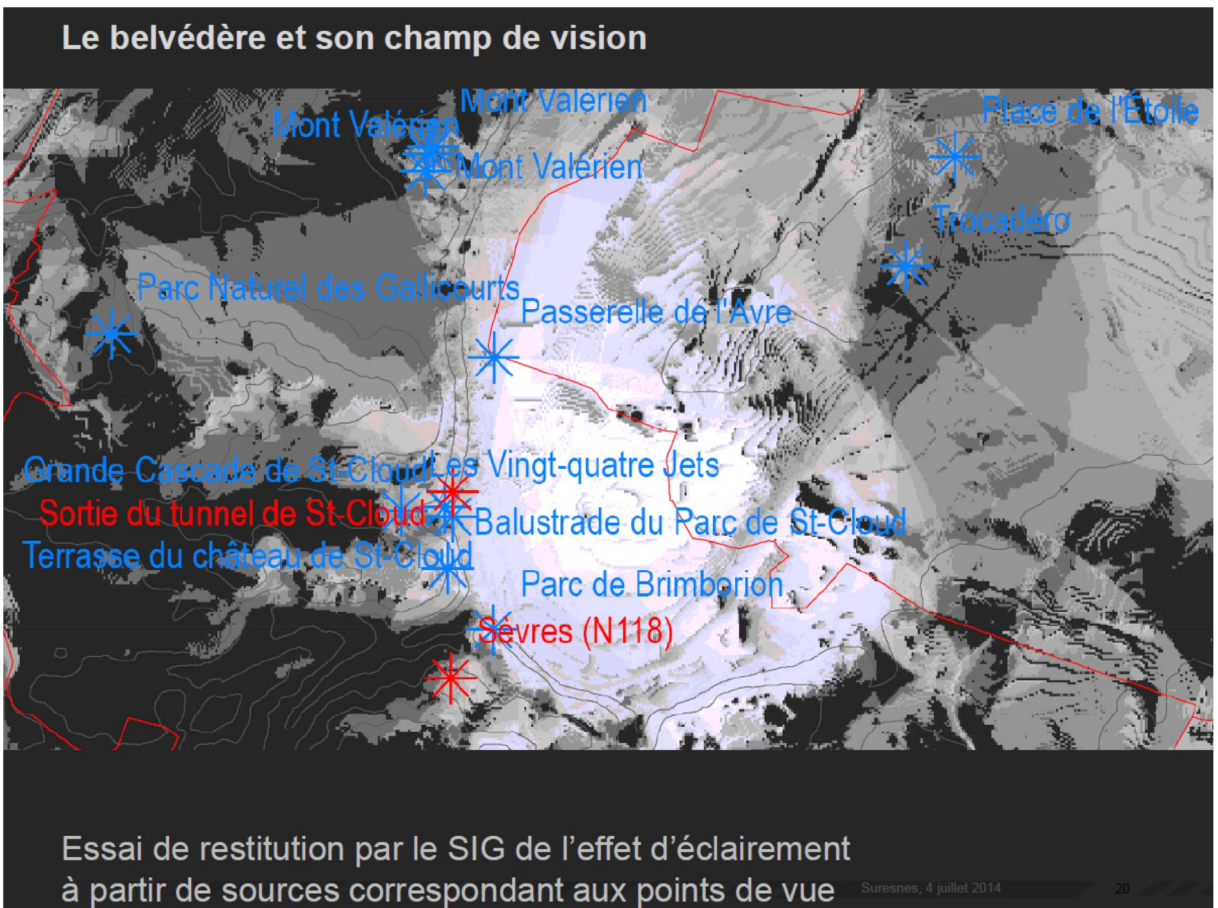 Le belvédère et son champ de vision
Mont Valérien
Mont Valérien
Place de l'Étoile
Mont Valérien
Trocadéro
Parc Naturel des Gallicourts
Passerelle de l'Avre
Grande Cascade de St-Cloud
Les Vingt-quatre Jets
Sortie du tunnel de St-Cloud
Balustrade du Parc de St-Cloud
Terrasse du château de St-Cloud
Parc de Brimborion
Sèvres (N118)
Essai de restitution par le SIG de l'effet d'éclairement
à partir de sources correspondant aux points de vue
Suresnes, 4 juillet 2014
20